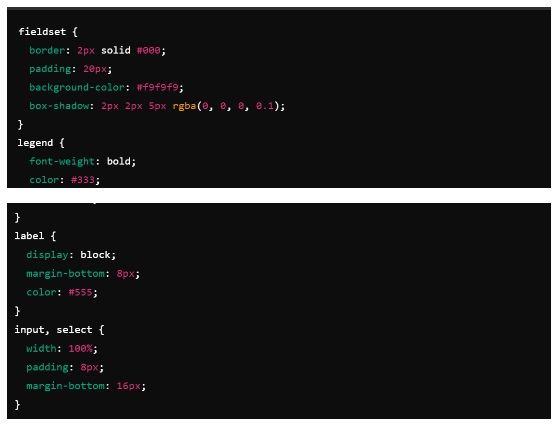 fieldset {
border: 2px solid #000;
padding: 20px;
background-color: #f9f9f9;
box-shadow: 2px 2px 5px rgba(0, 0, 0, 0.1);
}
legend {
font-weight: bold;
color: #333;
}
label {
display: block;
margin-bottom: 8px;
color: #555;
}
input, select {
width: 100%;
padding: 8px;
margin-bottom: 16px;
}